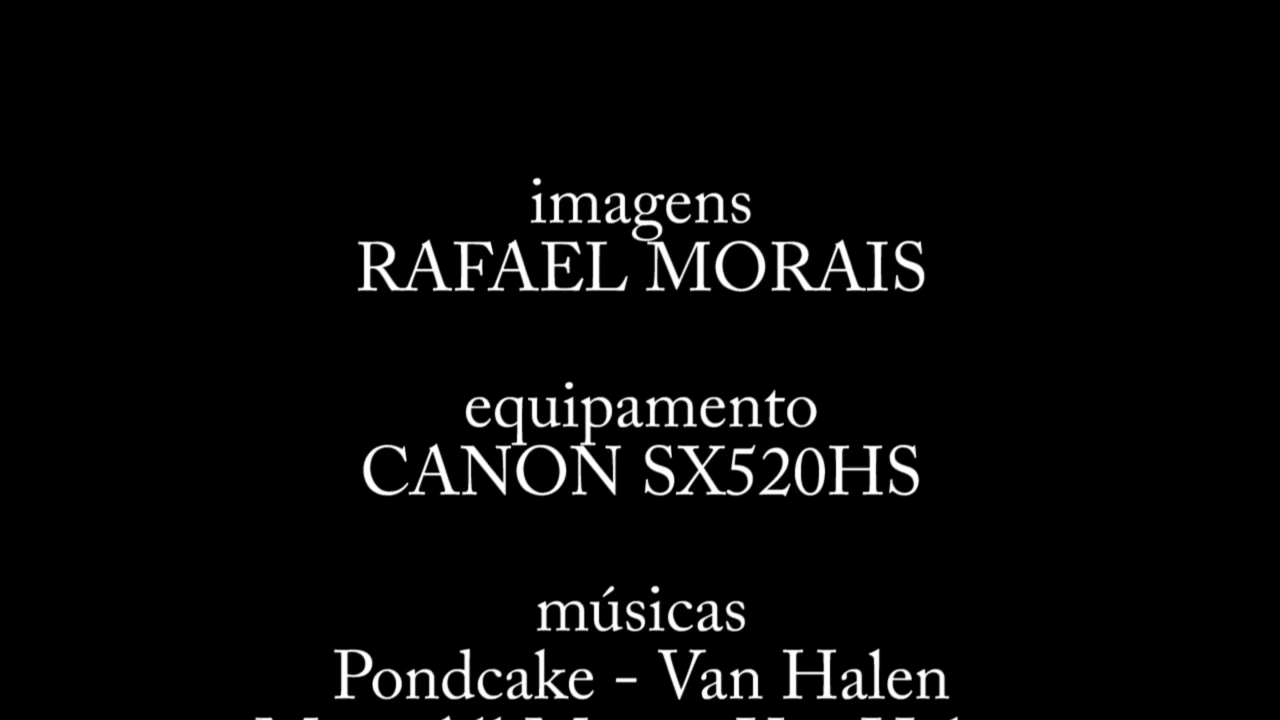 imagens
RAFAEL MORAIS
equipamento
CANON SX520HS
músicas
Pondcake - Van Halen